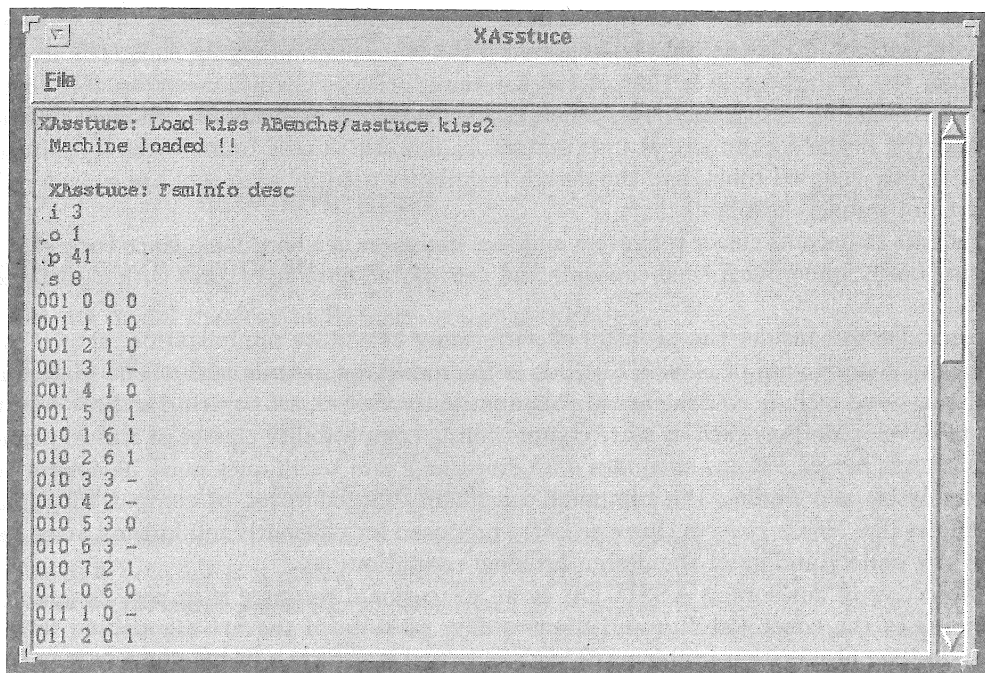 XAsstuce
File
XAsstuce: Load kiss ABenchs/asstuce.kiss2
Machine loaded !!
XAsstuce: FsmInfo desc
.i 3
.o 1
.p 41
.s 8
001 0 0 0
001 1 1 0
001 2 1 0
001 3 1 -
001 4 1 0
001 5 0 1
010 1 6 1
010 2 6 1
010 3 3 -
010 4 2 -
010 5 3 0
010 6 3 -
010 7 2 1
011 0 6 0
011 1 0 -
011 2 0 1